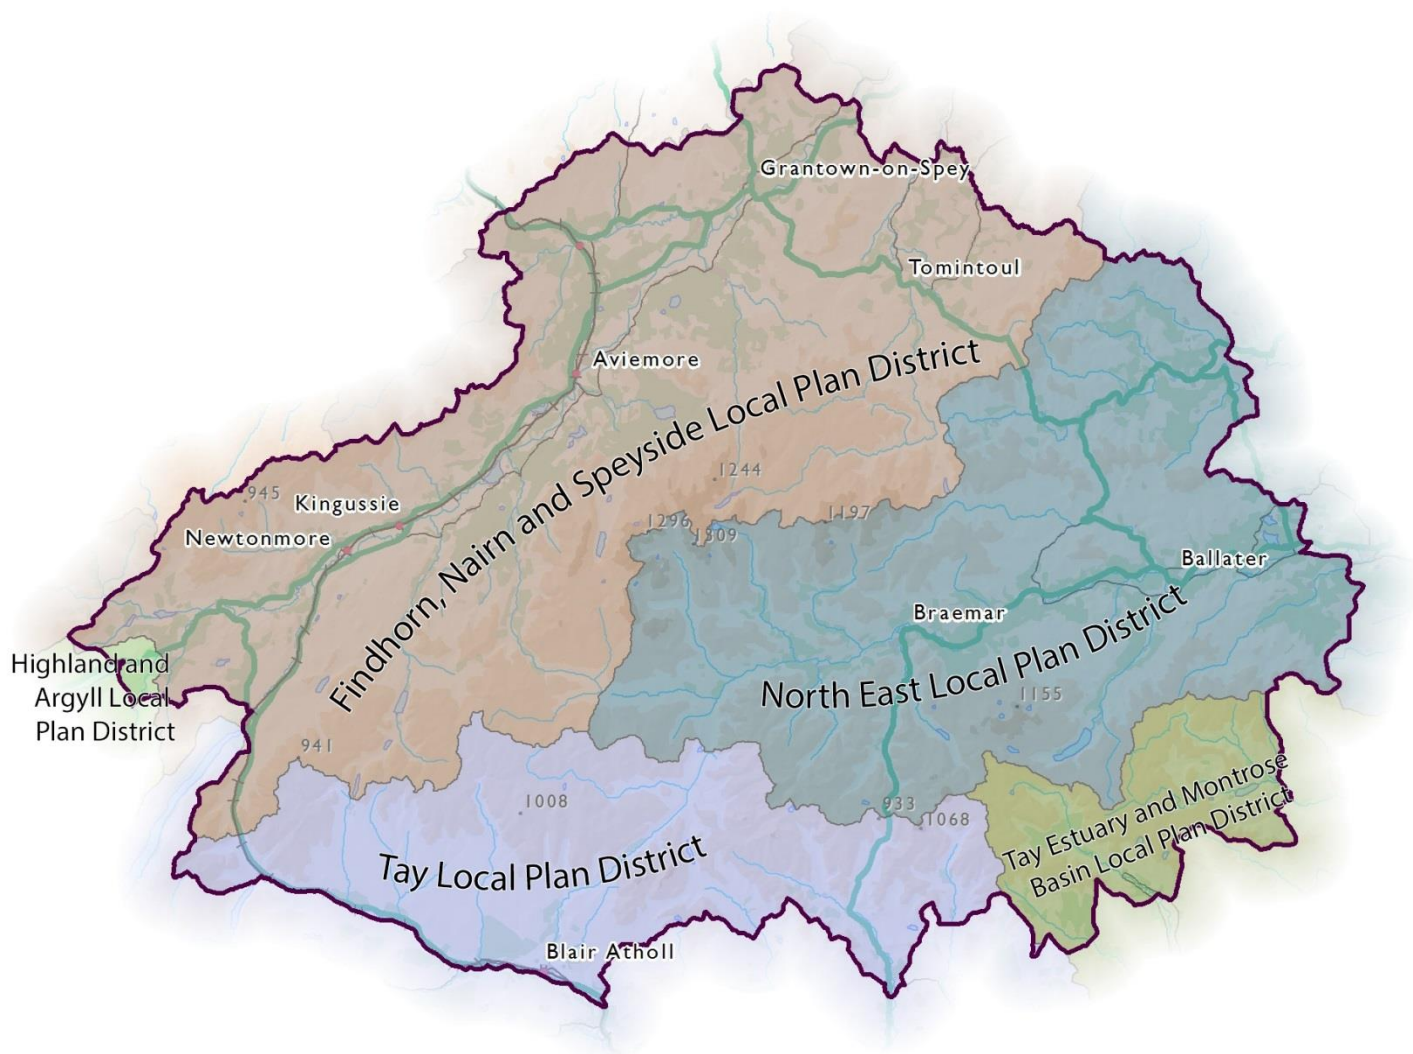 Grantown-on-Spey
Tomintoul
Aviemore
Findhorn, Nairn and Speyside Local Plan District
1244
945
Kingussie
1296
1309
1197
Newtonmore
Ballater
Braemar
Highland and
Argyll Local
Plan District
North East Local Plan District
1155
941
1008
933
1068
Tay Estuary and Montrose
Basin Local Plan District
Tay Local Plan District
Blair Atholl